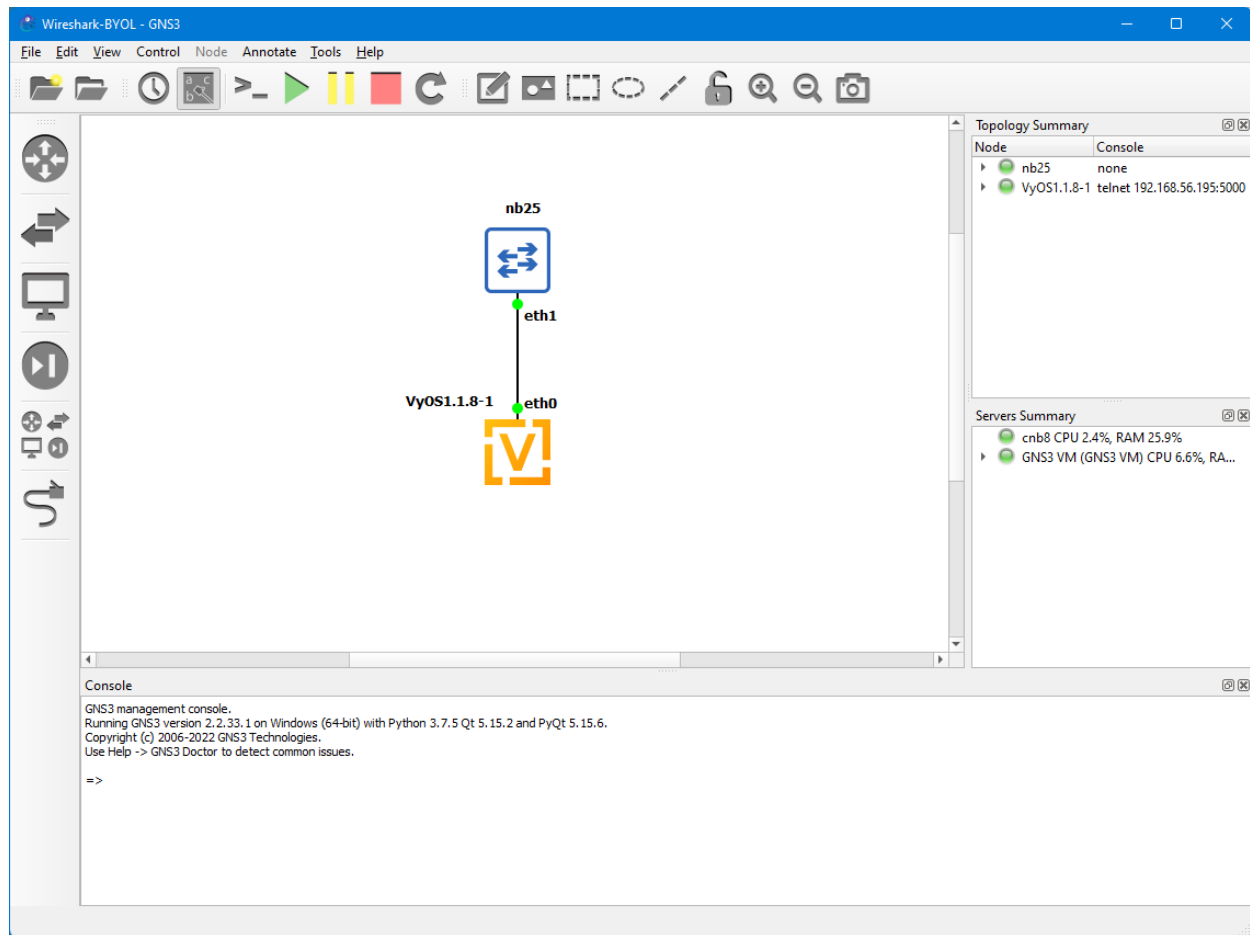 Wireshark-BYOL - GNS3
File Edit View Control Node Annotate Tools Help
nb25
eth1
VyOS1.1.8-1 eth0
Topology Summary
Node Console
nb25 none
VyOS1.1.8-1 telnet 192.168.56.195:5000
Servers Summary
cnb8 CPU 2.4%, RAM 25.9%
GNS3 VM (GNS3 VM) CPU 6.6%, RA...
Console
GNS3 management console.
Running GNS3 version 2.2.33.1 on Windows (64-bit) with Python 3.7.5 Qt 5.15.2 and PyQt 5.15.6.
Copyright (c) 2006-2022 GNS3 Technologies.
Use Help -> GNS3 Doctor to detect common issues.
=>